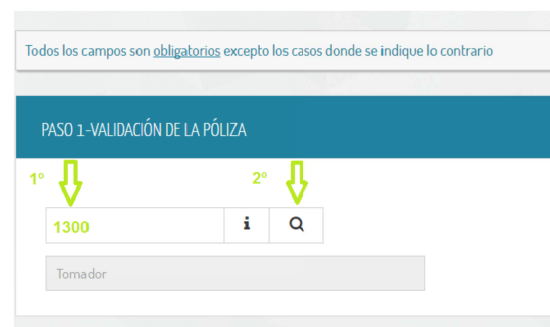 Todos los campos son obligatorios excepto los casos donde se indique lo contrario
PASO 1-VALIDACIÓN DE LA PÓLIZA
1º 2º
1300 i
Tomador